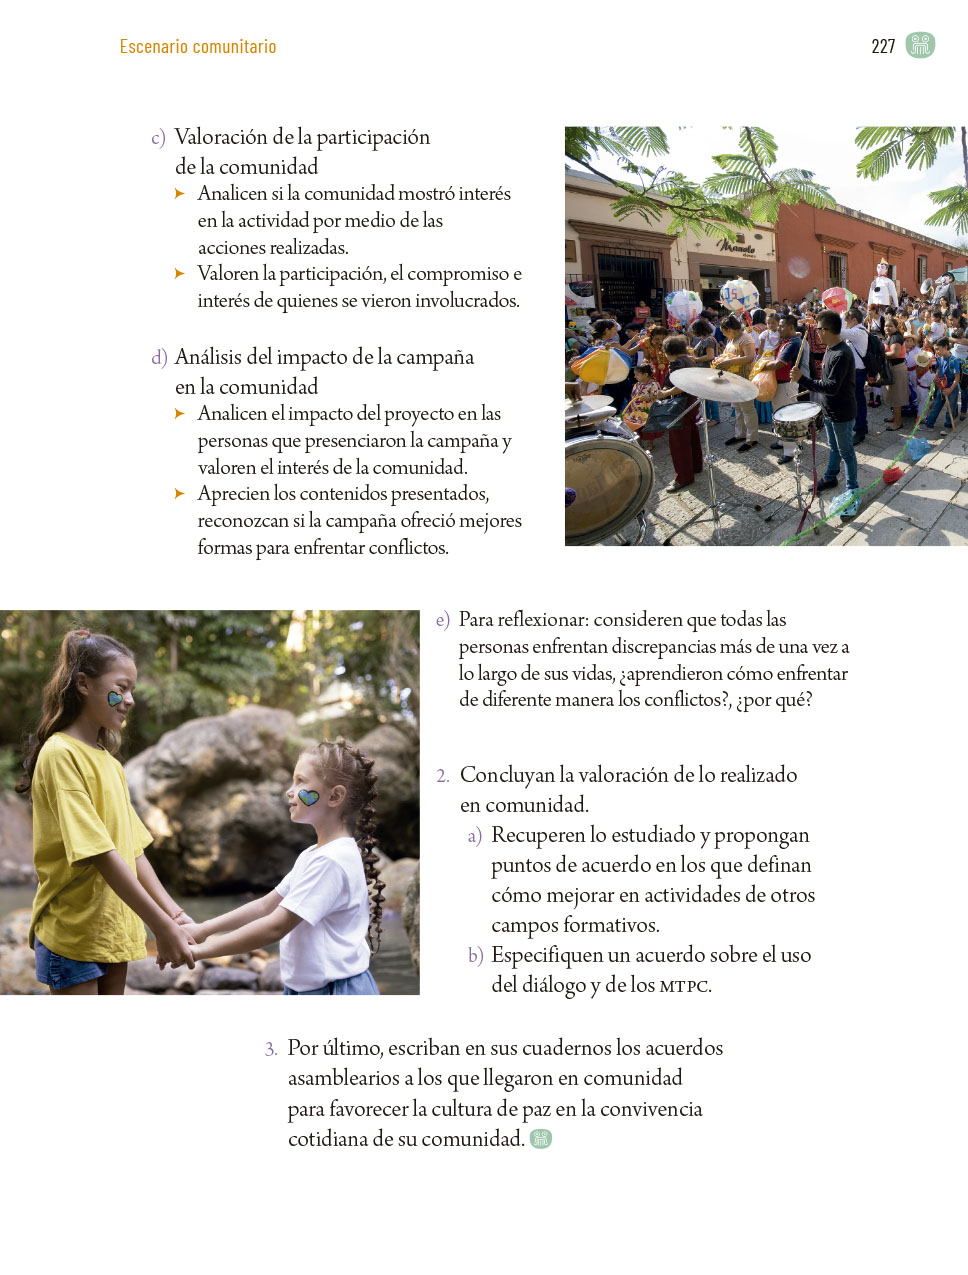 Escenario comunitario
227
c) Valoración de la participación
de la comunidad
➤ Analicen si la comunidad mostró interés
en la actividad por medio de las
acciones realizadas.
➤ Valoren la participación, el compromiso e
interés de quienes se vieron involucrados.
d) Análisis del impacto de la campaña
en la comunidad
➤ Analicen el impacto del proyecto en las
personas que presenciaron la campaña y
valoren el interés de la comunidad.
➤ Aprecien los contenidos presentados,
reconozcan si la campaña ofreció mejores
formas para enfrentar conflictos.
Manolo
15
e) Para reflexionar: consideren que todas las
personas enfrentan discrepancias más de una vez a
lo largo de sus vidas, ¿aprendieron cómo enfrentar
de diferente manera los conflictos?, ¿por qué?
2. Concluyan la valoración de lo realizado
en comunidad.
a) Recuperen lo estudiado y propongan
puntos de acuerdo en los que definan
cómo mejorar en actividades de otros
campos formativos.
b) Especifiquen un acuerdo sobre el uso
del diálogo y de los MTPC.
3. Por último, escriban en sus cuadernos los acuerdos
asamblearios a los que llegaron en comunidad
para favorecer la cultura de paz en la convivencia
cotidiana de su comunidad.